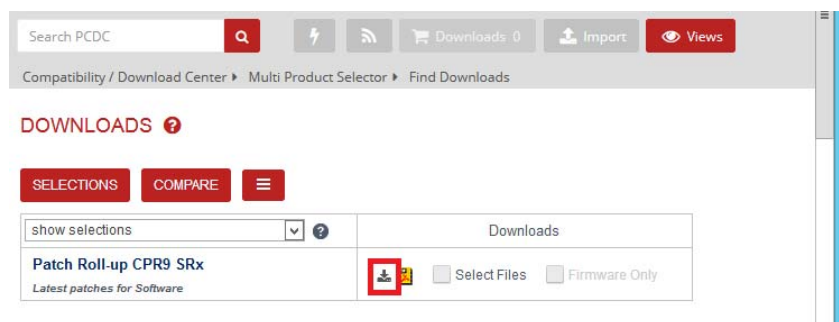 Search PCDC Downloads 0 Import Views
Compatibility / Download Center Multi Product Selector Find Downloads
DOWNLOADS ?
SELECTIONS COMPARE
show selections ? Downloads
Patch Roll-up CPR9 SRx Select Files Firmware Only
Latest patches for Software